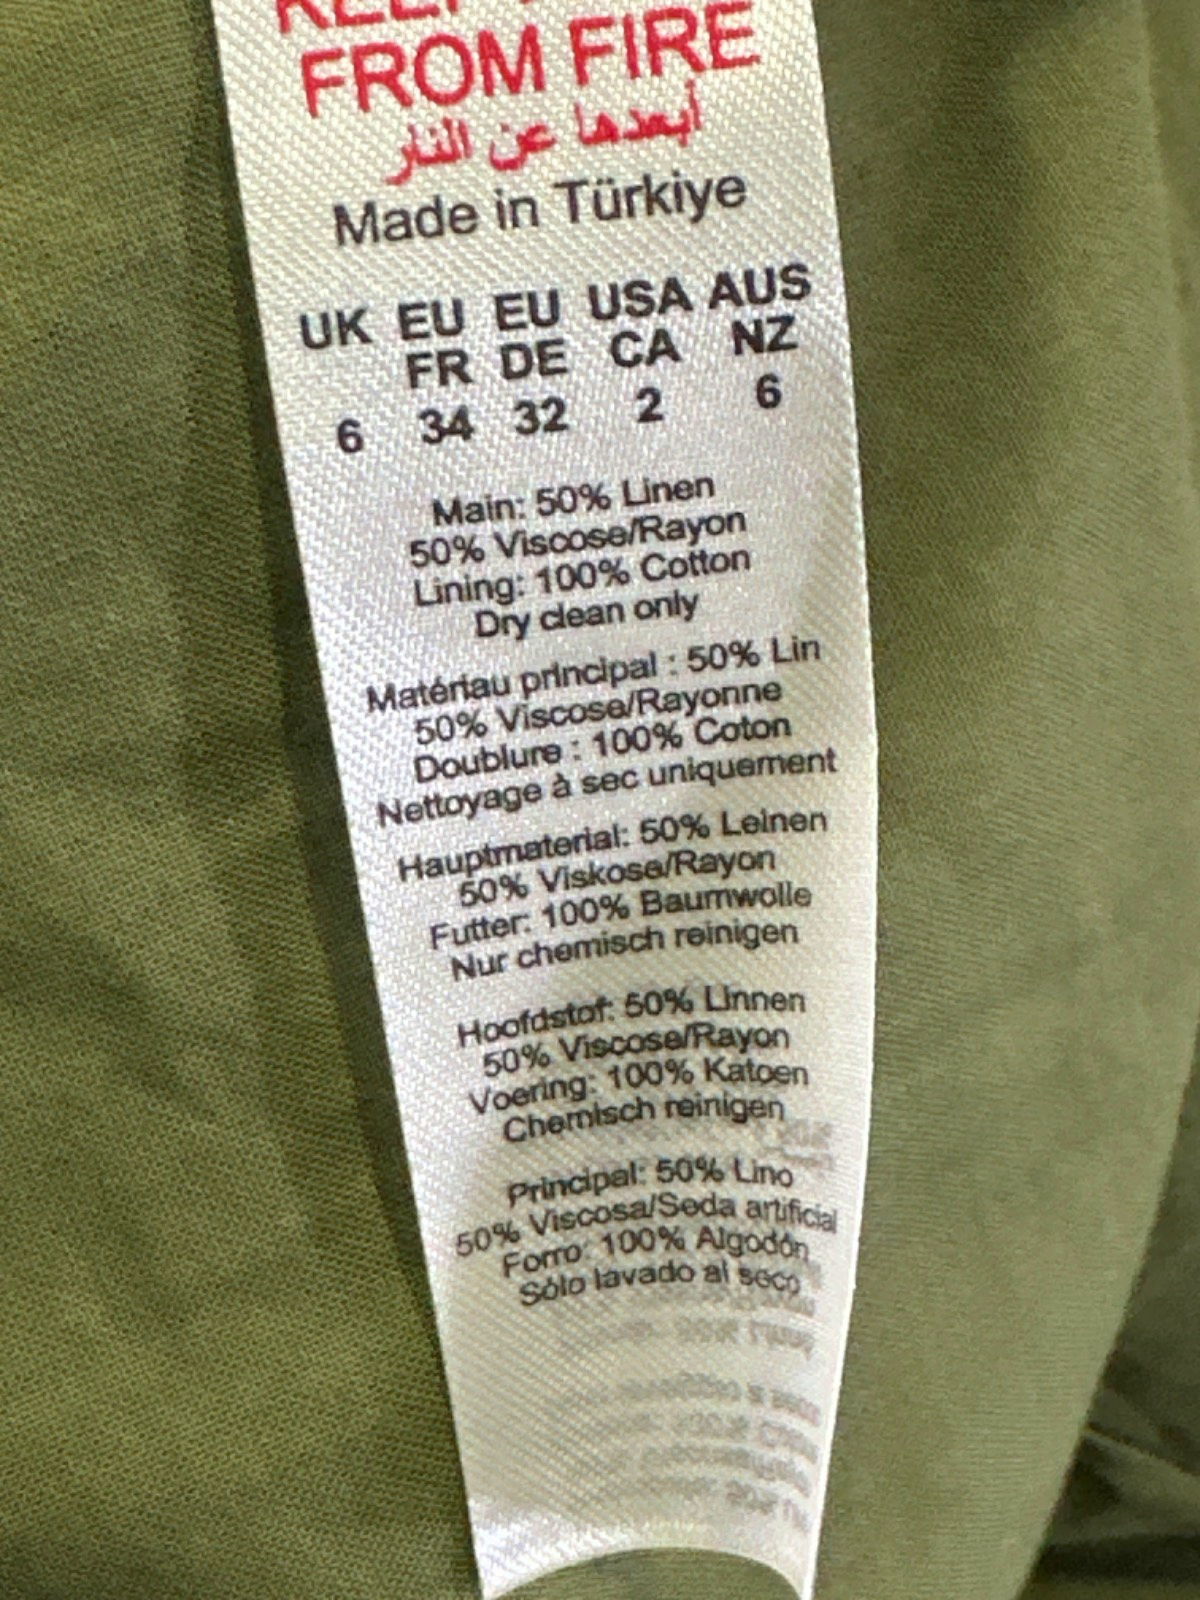 FROM FIRE
أبعدها عن النار
Made in Türkiye
UK EU EU USA AUS
FR DE CA NZ
6 34 32 2 6
Main: 50% Linen
50% Viscose/Rayon
Lining: 100% Cotton
Dry clean only
Matériau principal : 50% Lin
50% Viscose/Rayonne
Doublure : 100% Coton
Nettoyage à sec uniquement
Hauptmaterial: 50% Leinen
50% Viskose/Rayon
Futter: 100% Baumwolle
Nur chemisch reinigen
Hoofdstof: 50% Linnen
50% Viscose/Rayon
Voering: 100% Katoen
Chemisch reinigen
Principal: 50% Lino
50% Viscosa/Seda artificial
Forro: 100% Algodón
Sólo lavado al seco